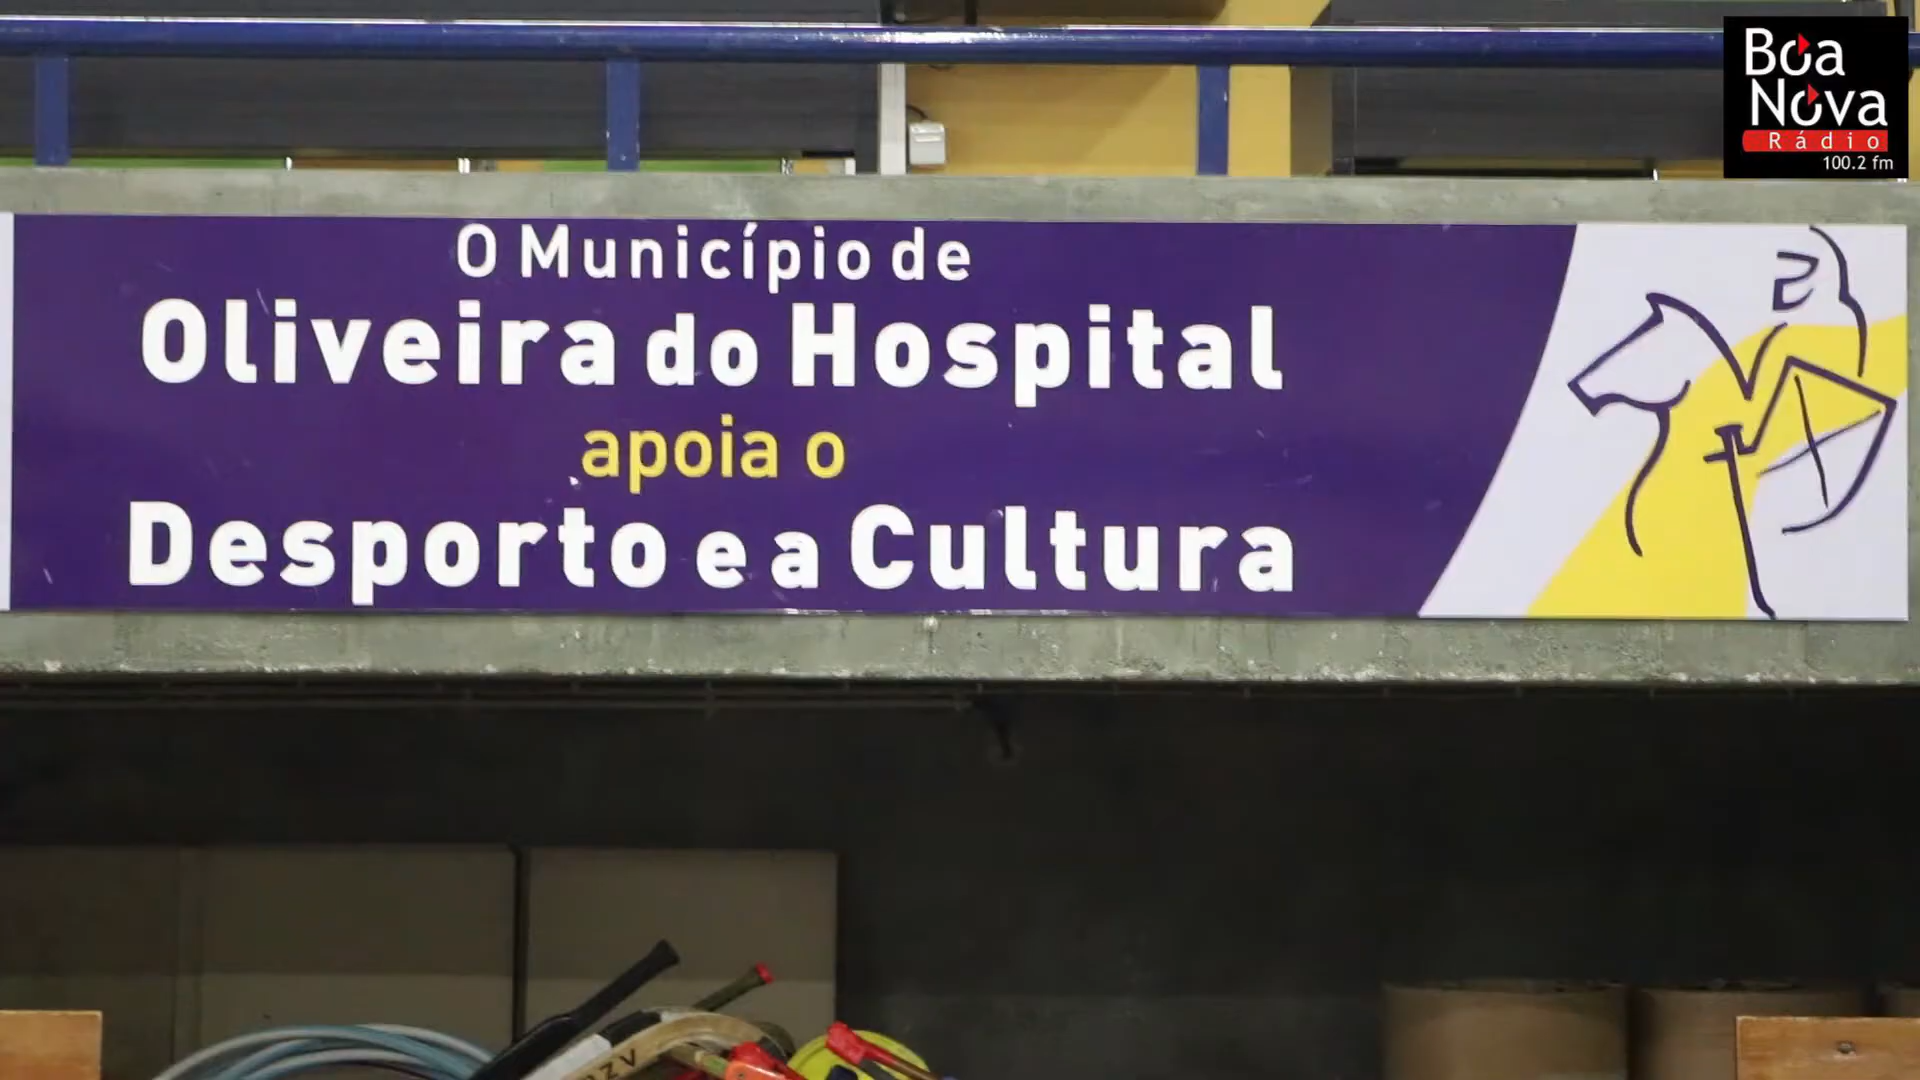 Boa
Nova
Rádio
100.2 fm
O Município de
Oliveira do Hospital
apoia o
Desporto e a Cultura